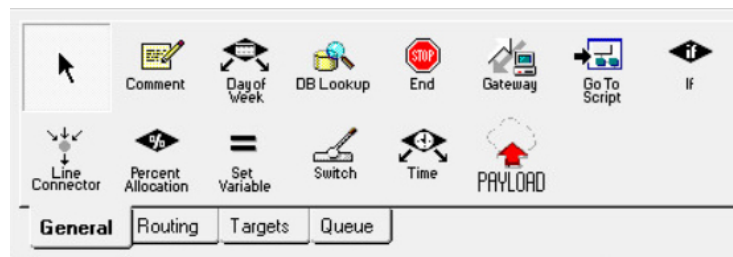 Comment
Day of
Week
DB Lookup
STOP
End
Gateway
Go To
Script
if
If
Line
Connector
%
Percent
Allocation
Set
Variable
Switch
Time
PAYLOAD
General
Routing
Targets
Queue